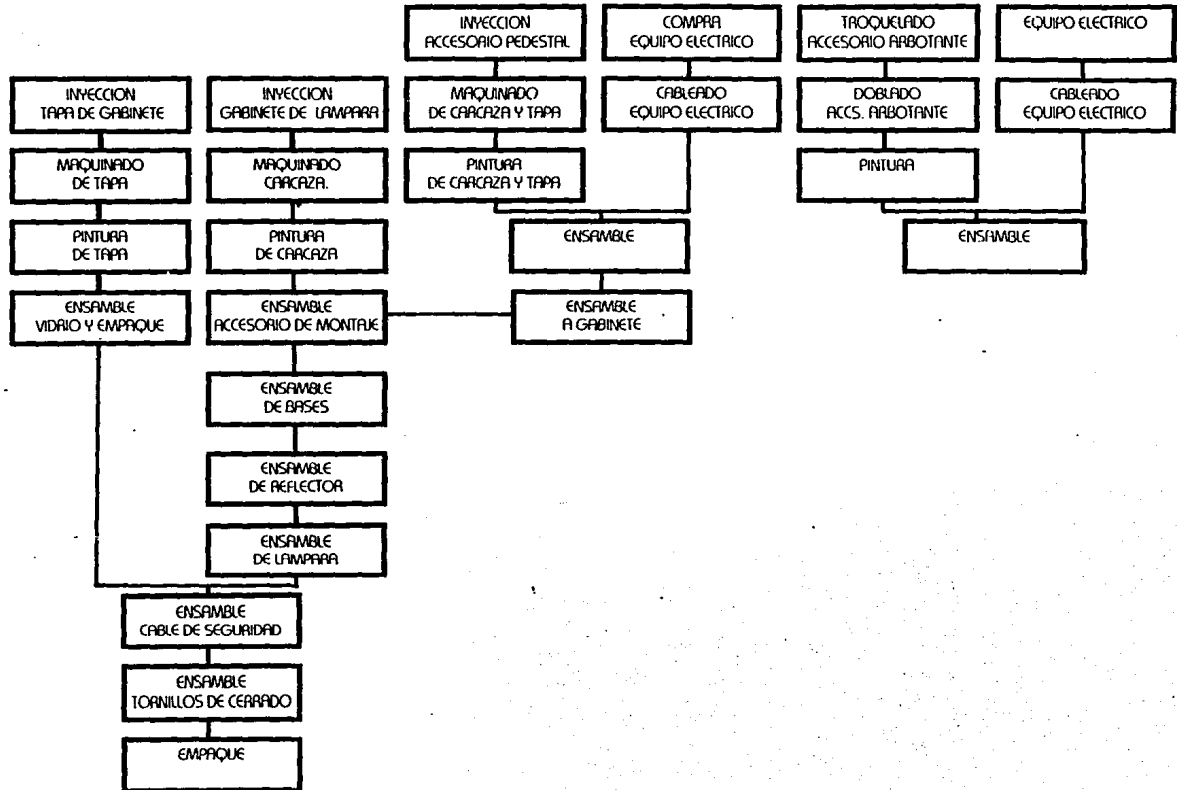 INYECCION
ACCESORIO PEDESTAL
COMPRA
EQUIPO ELECTRICO
TROQUELADO
ACCESORIO ARBOTANTE
EQUIPO ELECTRICO
INYECCION
TAPA DE GABINETE
INYECCION
GABINETE DE LAMPARA
MAQUINADO
DE CARCAZA Y TAPA
CABLEADO
EQUIPO ELECTRICO
DOBLADO
ACCS. ARBOTANTE
CABLEADO
EQUIPO ELECTRICO
MAQUINADO
DE TAPA
MAQUINADO
CARCAZA.
PINTURA
DE CARCAZA Y TAPA
PINTURA
PINTURA
DE TAPA
PINTURA
DE CARCAZA
ENSAMBLE
ENSAMBLE
ENSAMBLE
VIDRIO Y EMPAQUE
ENSAMBLE
ACCESORIO DE MONTAJE
ENSAMBLE
A GABINETE
ENSAMBLE
DE BASES
ENSAMBLE
DE REFLECTOR
ENSAMBLE
DE LAMPARA
ENSAMBLE
CABLE DE SEGURIDAD
ENSAMBLE
TORNILLOS DE CERRADO
EMPAQUE